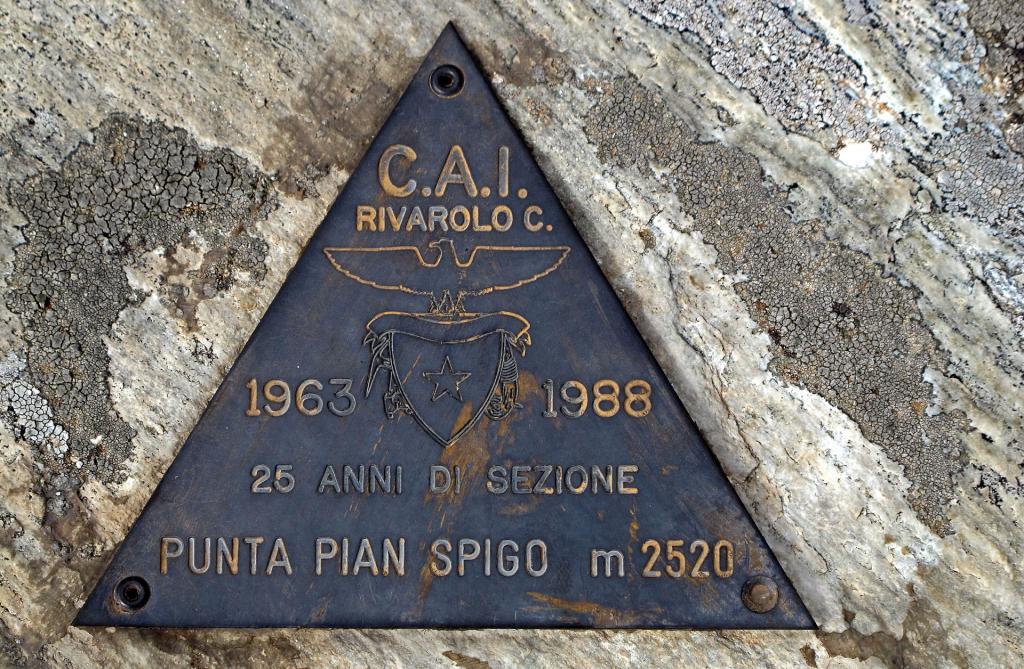 C.A.I.
RIVAROLO C.
1963 1988
25 ANNI DI SEZIONE
PUNTA PIAN SPIGO m 2520